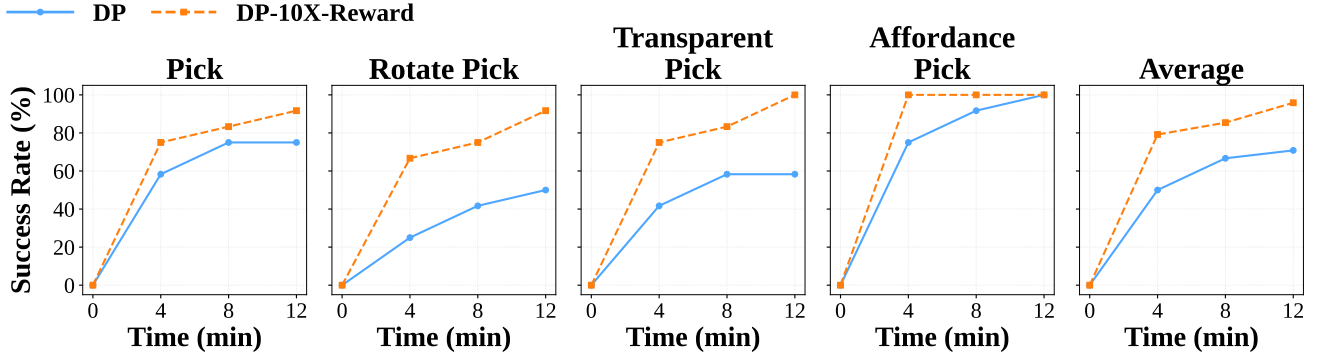 DP DP-10X-Reward
Pick
Rotate Pick
Transparent
Pick
Affordance
Pick
Average
Success Rate (%)
100
80
60
40
20
0
0 4 8 12
0 4 8 12
0 4 8 12
0 4 8 12
0 4 8 12
Time (min)
Time (min)
Time (min)
Time (min)
Time (min)